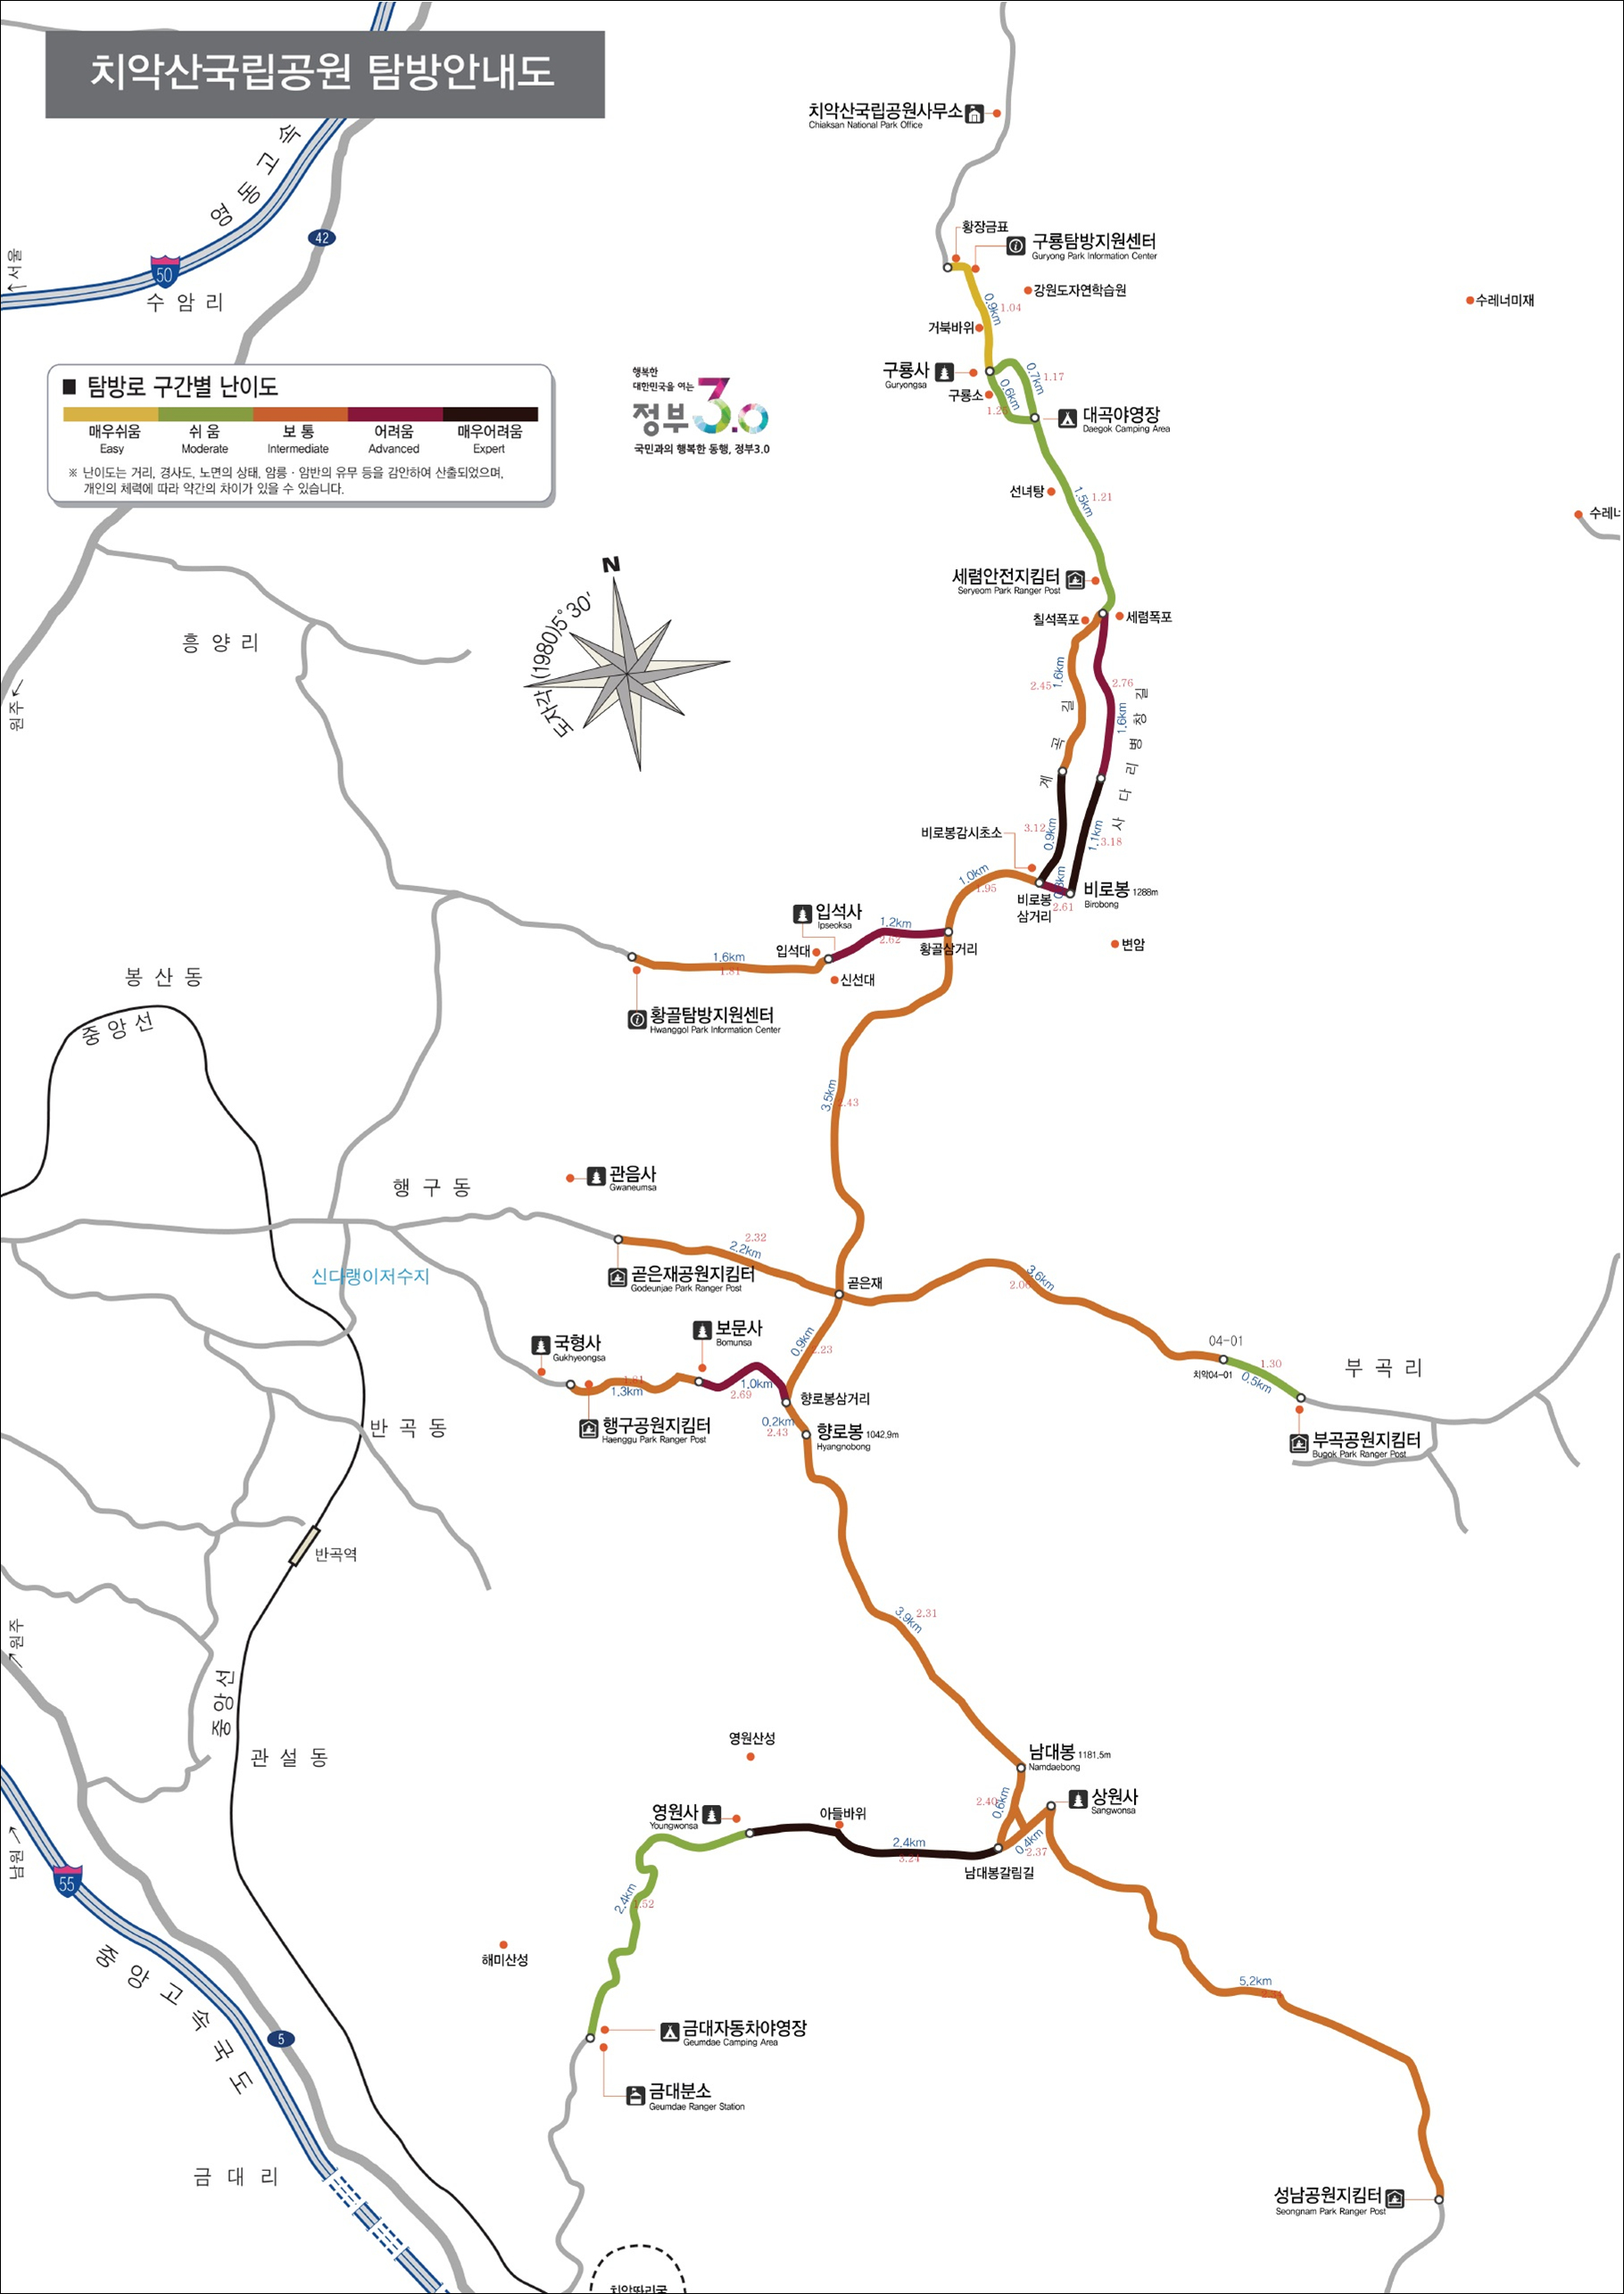 치악산국립공원 탐방안내도
치악산국립공원사무소
Chiaksan National Park Office
영동고속
42
50
←서울
수암리
황장금표
구룡탐방지원센터
Guryong Park Information Center
강원도자연학습원
수레너미재
0.9km
1.04
거북바위
구룡사
Guryongsa
구룡소
0.7km
1.17
0.6km
대곡야영장
Daegok Camping Area
■ 탐방로 구간별 난이도
매우쉬움 쉬 움 보 통 어려움 매우어려움
Easy Moderate Intermediate Advanced Expert
※ 난이도는 거리, 경사도, 노면의 상태, 암릉 · 암반의 유무 등을 감안하여 산출되었으며,
개인의 체력에 따라 약간의 차이가 있을 수 있습니다.
행복한
대한민국을 여는
정부3.0
국민과의 행복한 동행, 정부3.0
선녀탕
1.5km
1.21
N
도자각(1980)5°30′
세렴안전지킴터
Seryeom Park Ranger Post
칠석폭포
세렴폭포
흥양리
원주←
1.6km
2.45
계곡길
2.76
1.6km
사다리병창길
3.12
0.9km
1.1km
3.18
비로봉감시초소
1.0km
1.95
비로봉
삼거리
2.61
비로봉 1288m
Birobong
변암
입석사
Ipseoksa
입석대
신선대
1.2km
2.62
황골삼거리
1.6km
1.81
황골탐방지원센터
Hwanggol Park Information Center
봉산동
중앙선
3.5km
2.43
관음사
Gwaneumsa
행구동
2.32
2.2km
곧은재공원지킴터
Godeunjae Park Ranger Post
곧은재
신다랭이저수지
3.6km
04-01
치악04-01
1.30
0.5km
부곡리
부곡공원지킴터
Bugok Park Ranger Post
국형사
Gukhyeongsa
보문사
Bomunsa
0.9km
2.23
1.81
1.3km
1.0km
2.69
행구공원지킴터
Haenggu Park Ranger Post
향로봉삼거리
0.2km
2.43
향로봉 1042.9m
Hyangnobong
반곡동
반곡역
3.9km
2.31
→원주
중앙선
관설동
영원산성
남대봉 1181.5m
Namdaebong
상원사
Sangwonsa
2.40
0.6km
0.4km
2.37
영원사
Youngwonsa
아들바위
2.4km
3.24
남대봉갈림길
남원→
55
2.4km
1.52
해미산성
중앙고속국도
5
5.2km
금대자동차야영장
Geumdae Camping Area
금대분소
Geumdae Ranger Station
금대리
성남공원지킴터
Seongnam Park Ranger Post